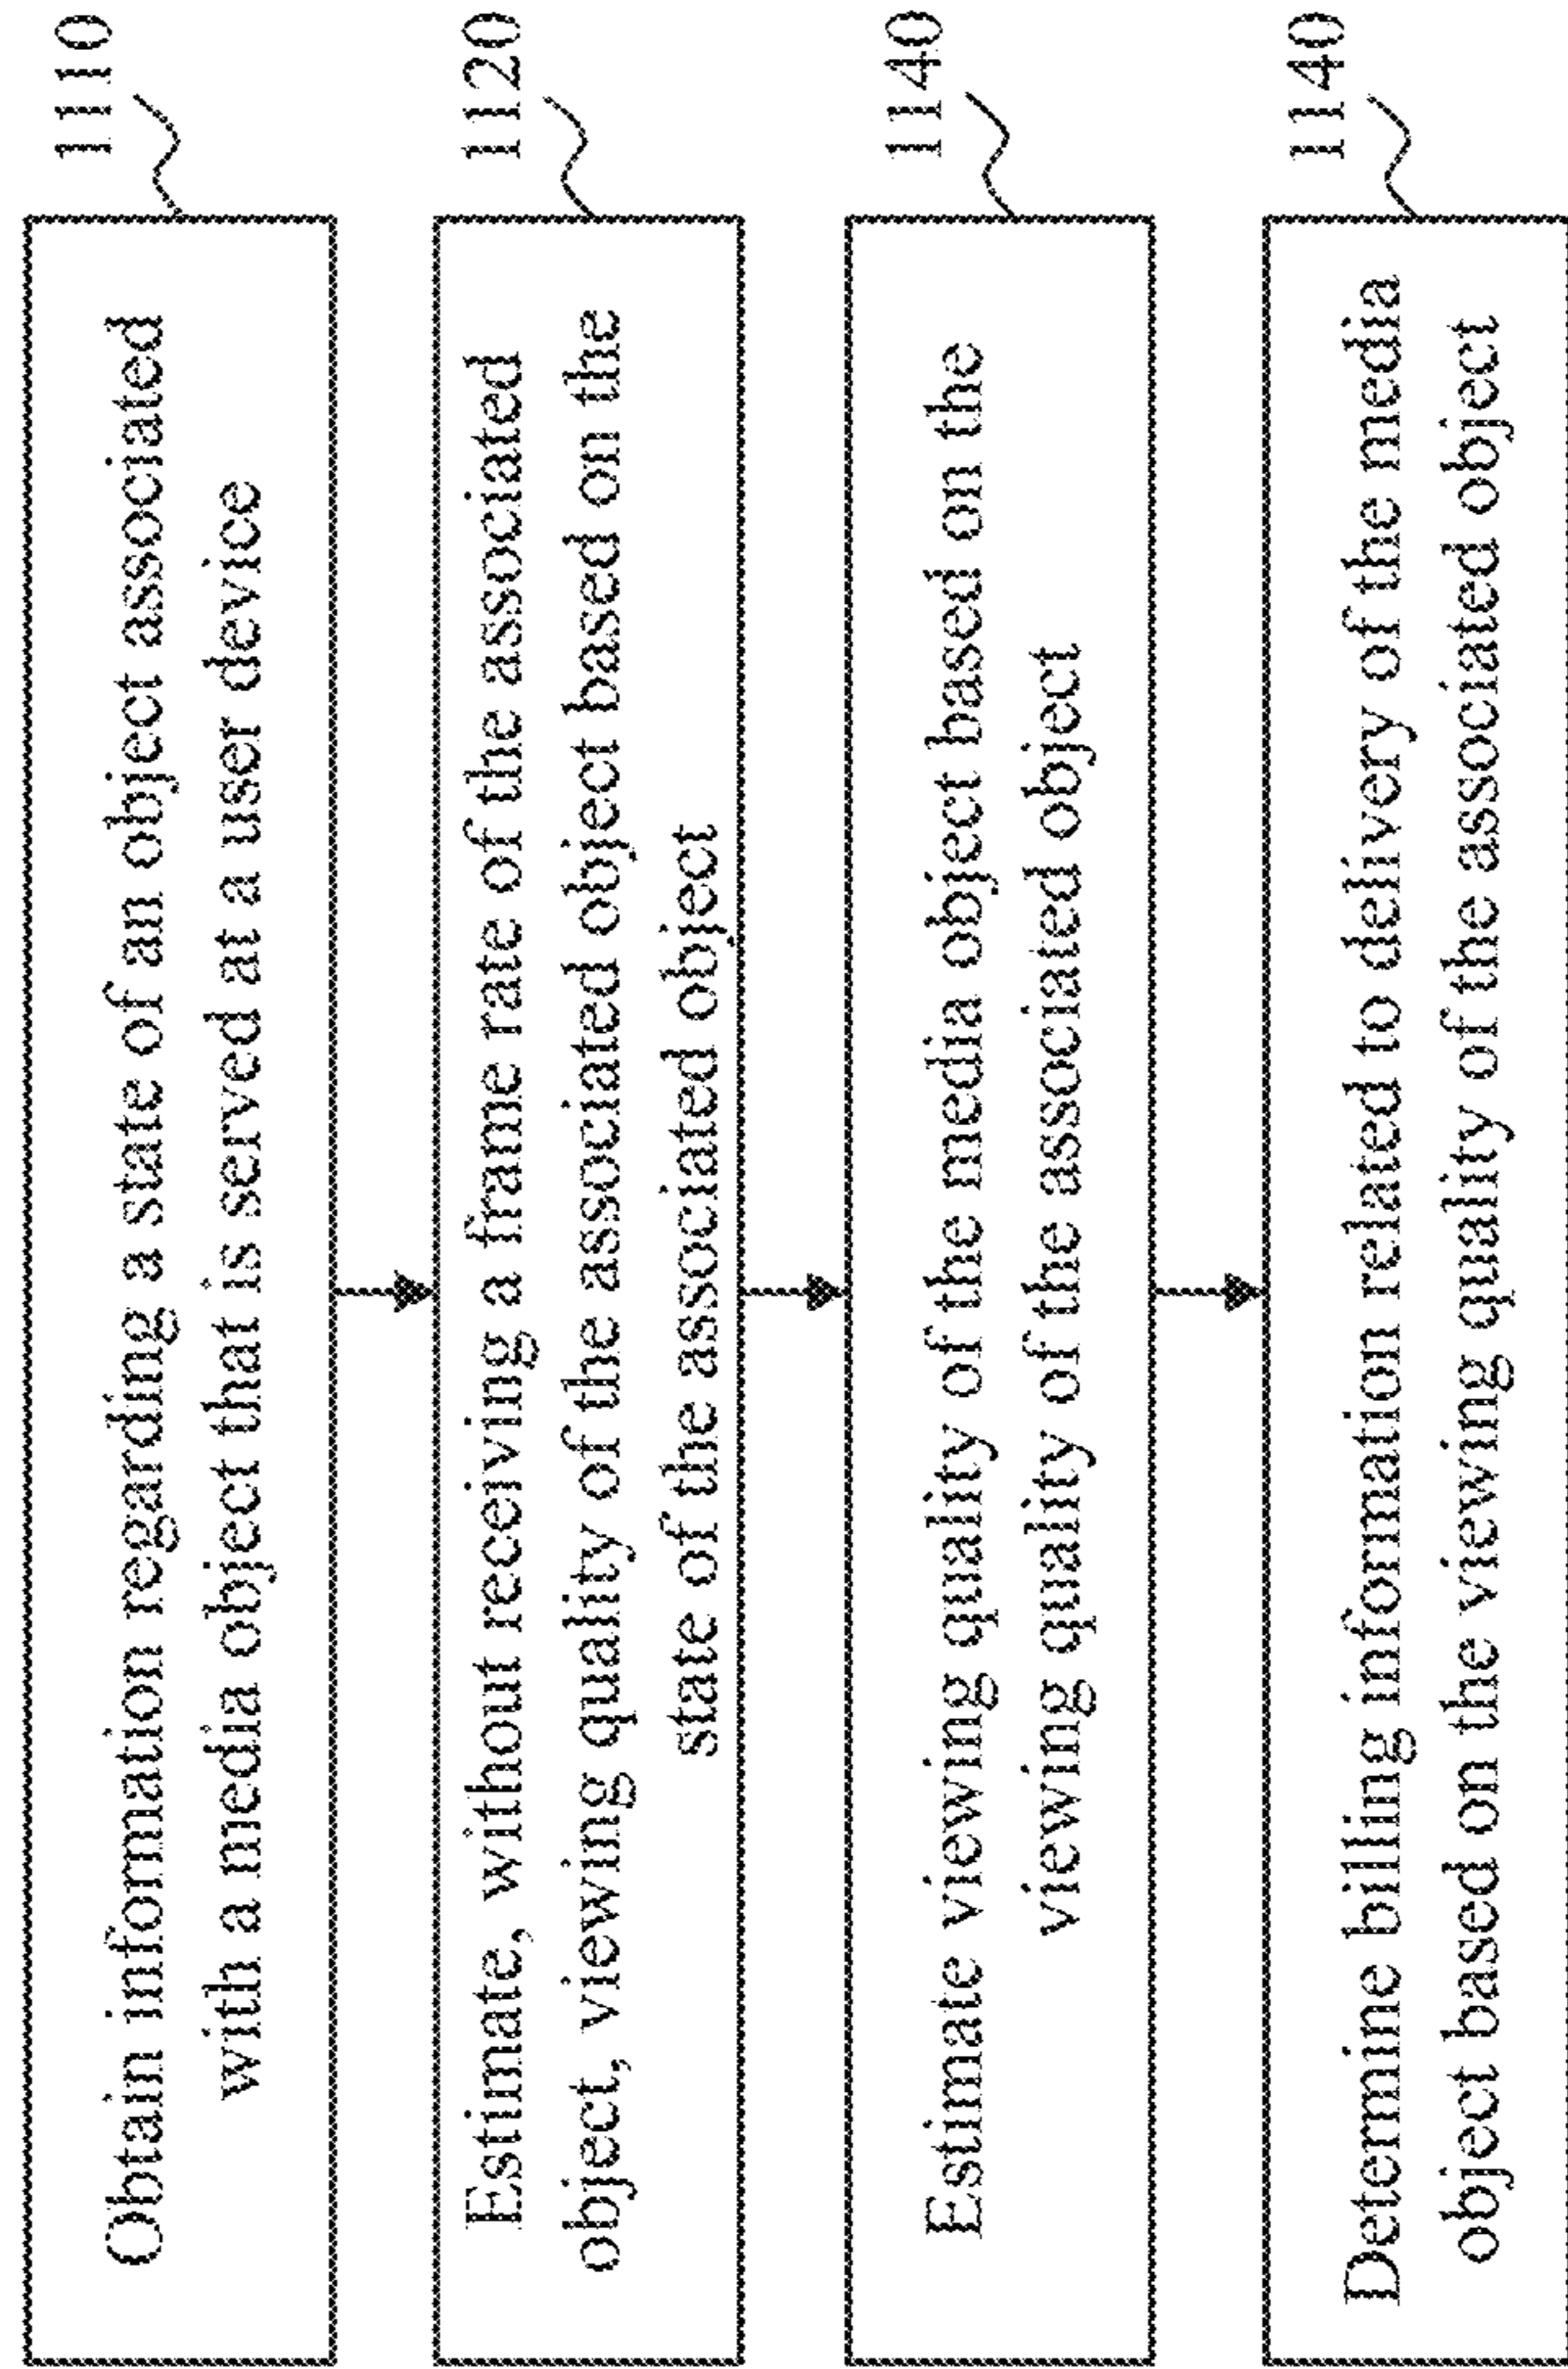 Obtain information regarding a state of an object associated
with a media object that is served at a user device
1110
Estimate, without receiving a frame rate of the associated
object, viewing quality of the associated object based on the
state of the associated object
1120
Estimate viewing quality of the media object based on the
viewing quality of the associated object
1140
Determine billing information related to delivery of the media
object based on the viewing quality of the associated object
1140